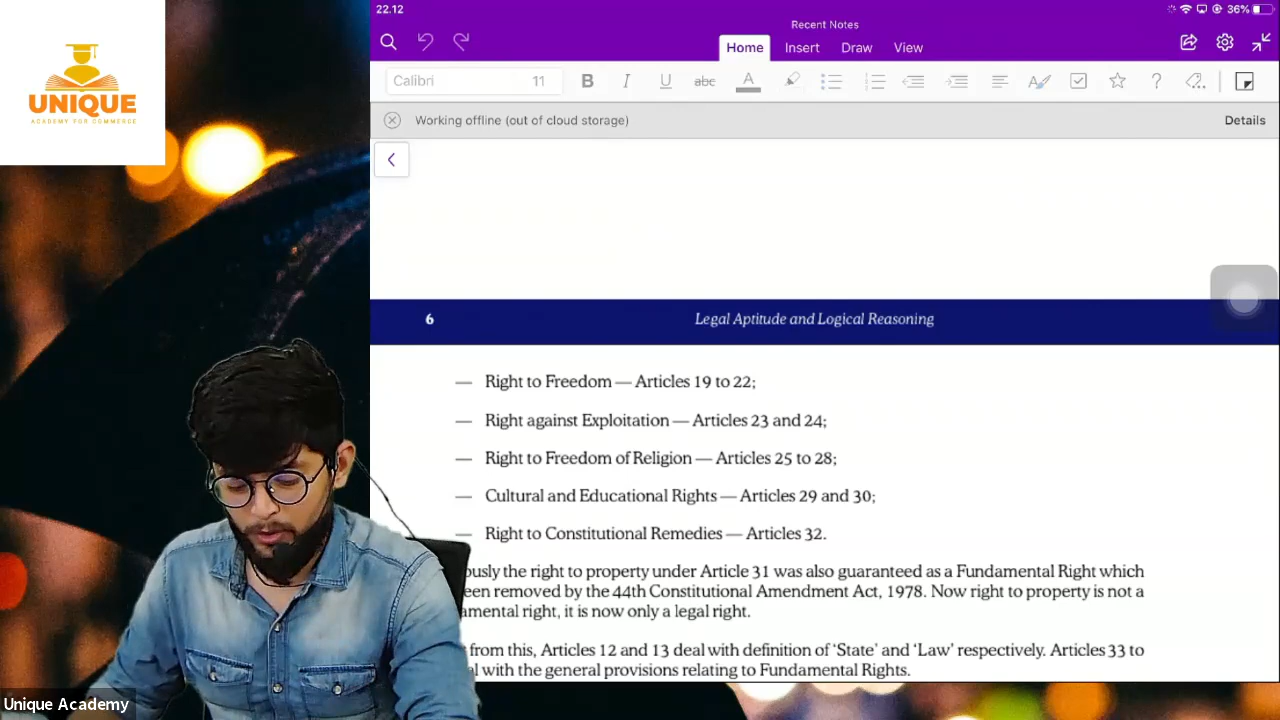 UNIQUE
ACADEMY FOR COMMERCE
22.12
Recent Notes
36%
Home Insert Draw View
Calibri 11 B I U abc A ?
Working offline (out of cloud storage) Details
6 Legal Aptitude and Logical Reasoning
— Right to Freedom — Articles 19 to 22;
— Right against Exploitation — Articles 23 and 24;
— Right to Freedom of Religion — Articles 25 to 28;
— Cultural and Educational Rights — Articles 29 and 30;
— Right to Constitutional Remedies — Articles 32.
the right to property under Article 31 was also guaranteed as a Fundamental Right which
removed by the 44th Constitutional Amendment Act, 1978. Now right to property is not a
right, it is now only a legal right.
from this, Articles 12 and 13 deal with definition of ‘State’ and ‘Law’ respectively. Articles 33 to
with the general provisions relating to Fundamental Rights.
Unique Academy